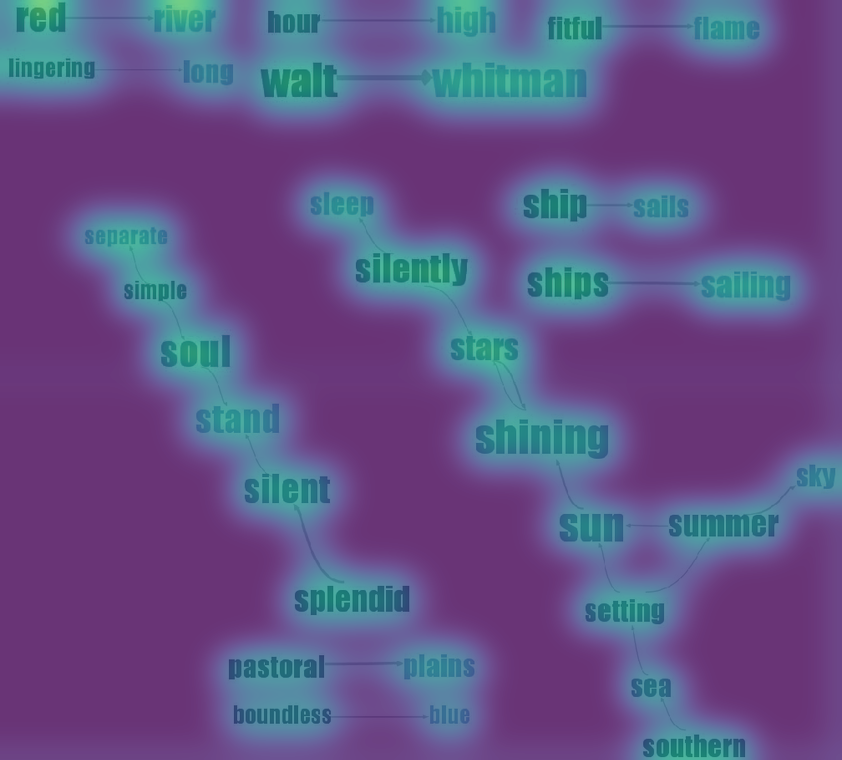 red river hour high fitful flame
lingering long walt whitman
sleep ship sails
separate
silently ships sailing
simple
soul stars
stand shining
silent sky
sun summer
splendid setting
pastoral plains
sea
boundless blue
southern